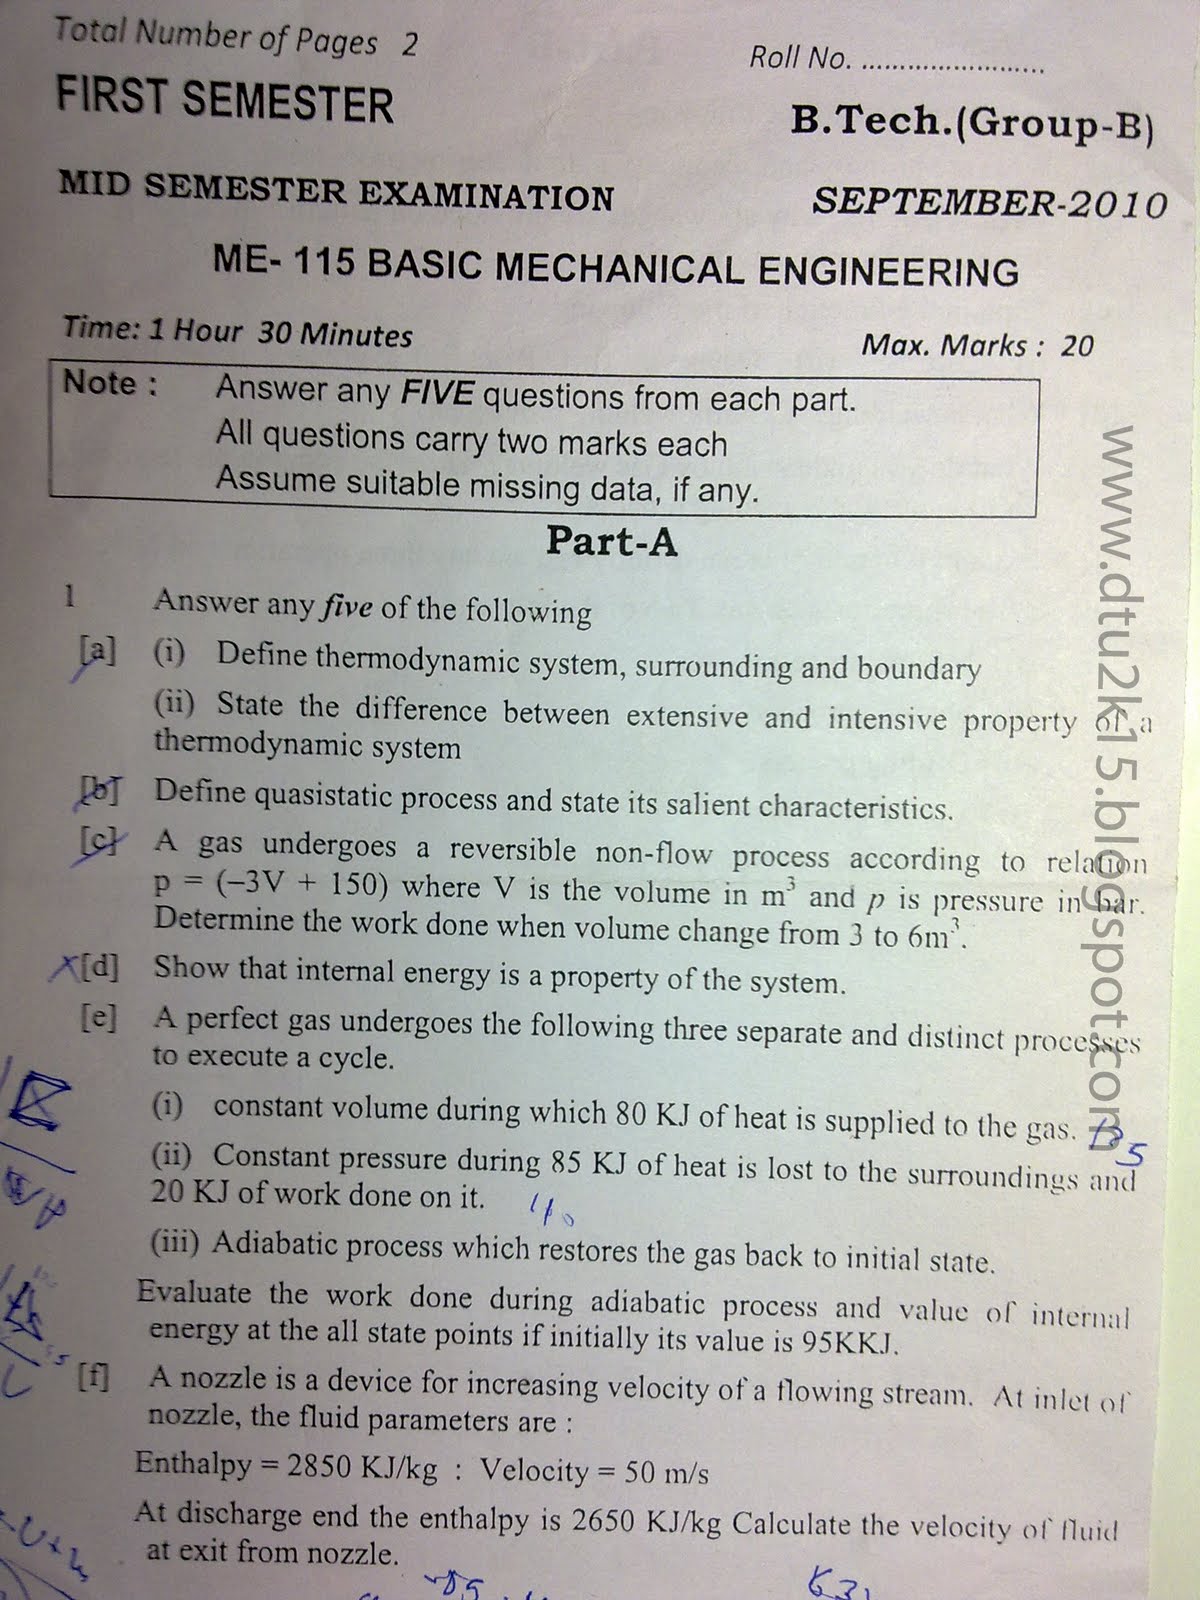 Total Number of Pages 2
Roll No. ........................
FIRST SEMESTER
B.Tech.(Group-B)
MID SEMESTER EXAMINATION
SEPTEMBER-2010
ME- 115 BASIC MECHANICAL ENGINEERING
Time: 1 Hour 30 Minutes
Max. Marks : 20
Note : Answer any FIVE questions from each part.
All questions carry two marks each
Assume suitable missing data, if any.
Part-A
1 Answer any five of the following
[a] (i) Define thermodynamic system, surrounding and boundary
(ii) State the difference between extensive and intensive property of a
thermodynamic system
[b] Define quasistatic process and state its salient characteristics.
[c] A gas undergoes a reversible non-flow process according to relation
p = (–3V + 150) where V is the volume in m³ and p is pressure in bar.
Determine the work done when volume change from 3 to 6m³.
[d] Show that internal energy is a property of the system.
[e] A perfect gas undergoes the following three separate and distinct processes
to execute a cycle.
(i) constant volume during which 80 KJ of heat is supplied to the gas.
(ii) Constant pressure during 85 KJ of heat is lost to the surroundings and
20 KJ of work done on it.
(iii) Adiabatic process which restores the gas back to initial state.
Evaluate the work done during adiabatic process and value of internal
energy at the all state points if initially its value is 95KKJ.
[f] A nozzle is a device for increasing velocity of a flowing stream. At inlet of
nozzle, the fluid parameters are :
Enthalpy = 2850 KJ/kg : Velocity = 50 m/s
At discharge end the enthalpy is 2650 KJ/kg Calculate the velocity of fluid
at exit from nozzle.
www.dtu2k15.blogspot.com